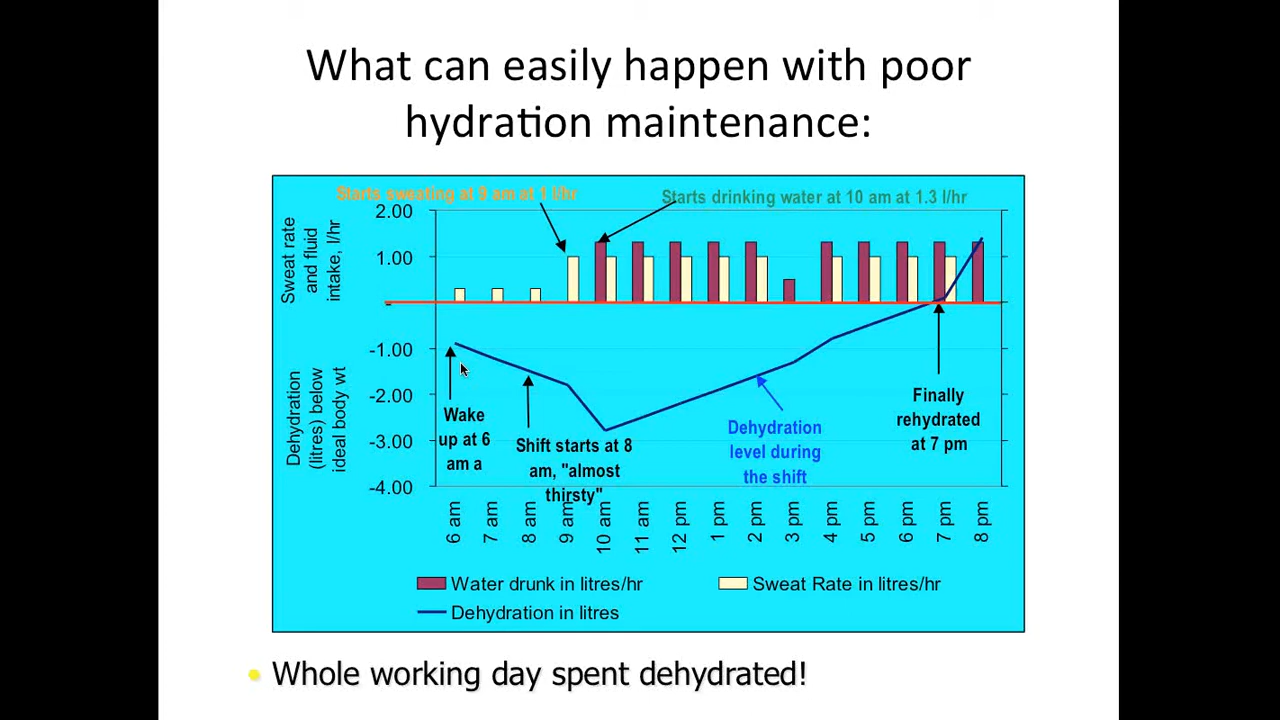 What can easily happen with poor
hydration maintenance:
Starts sweating at 9 am at 1 l/hr
Starts drinking water at 10 am at 1.3 l/hr
Sweat rate
and fluid
intake, l/hr
Dehydration
(litres) below
ideal body wt
2.00
1.00
-
-1.00
-2.00
-3.00
-4.00
Wake
up at 6
am a
Shift starts at 8
am, "almost
thirsty"
Dehydration
level during
the shift
Finally
rehydrated
at 7 pm
6 am
7 am
8 am
9 am
10 am
11 am
12 pm
1 pm
2 pm
3 pm
4 pm
5 pm
6 pm
7 pm
8 pm
Water drunk in litres/hr
Sweat Rate in litres/hr
Dehydration in litres
• Whole working day spent dehydrated!